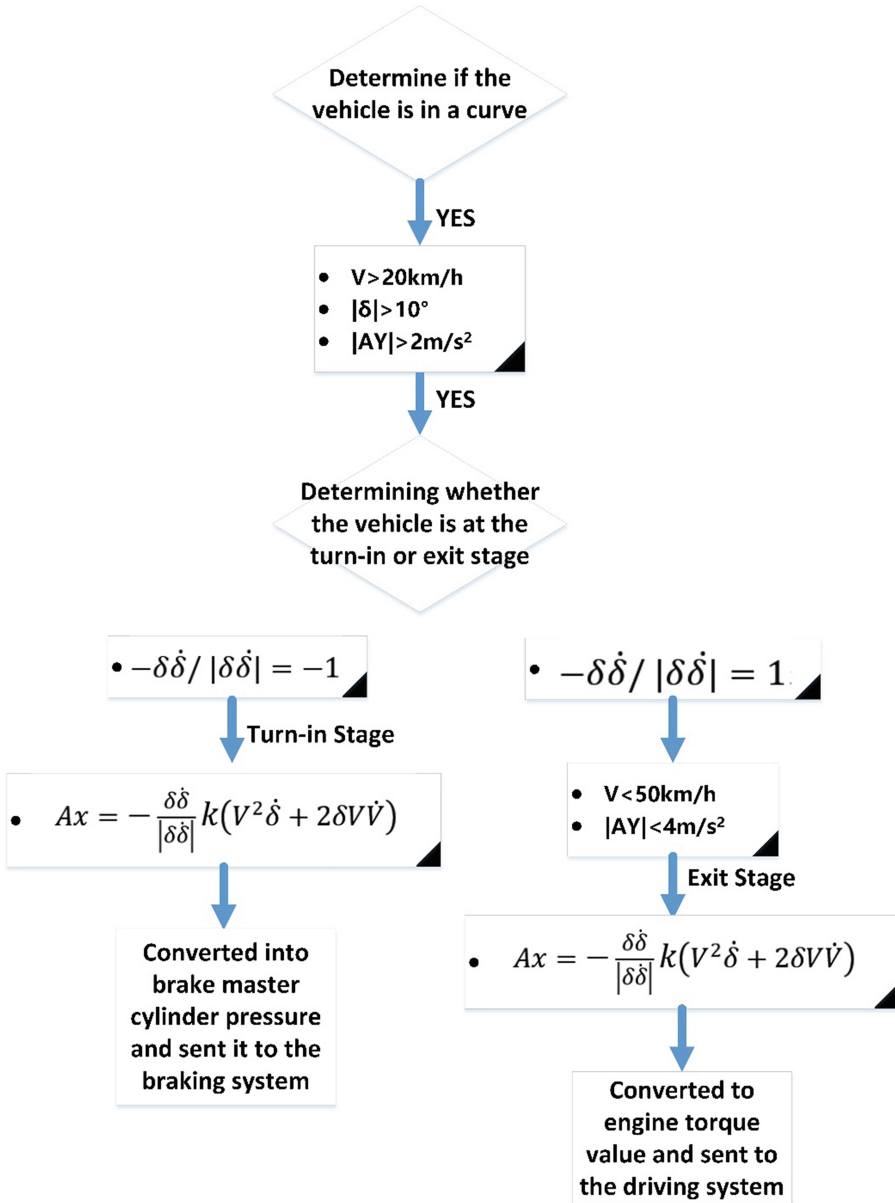 Determine if the
vehicle is in a curve
YES
• V>20km/h
• |δ|>10°
• |AY|>2m/s²
YES
Determining whether
the vehicle is at the
turn-in or exit stage
• −δδ̇/ |δδ̇| = −1
Turn-in Stage
• Ax = − δδ̇/|δδ̇| k(V²δ̇ + 2δVV̇)
Converted into
brake master
cylinder pressure
and sent it to the
braking system
• −δδ̇/ |δδ̇| = 1
• V<50km/h
• |AY|<4m/s²
Exit Stage
• Ax = − δδ̇/|δδ̇| k(V²δ̇ + 2δVV̇)
Converted to
engine torque
value and sent to
the driving system